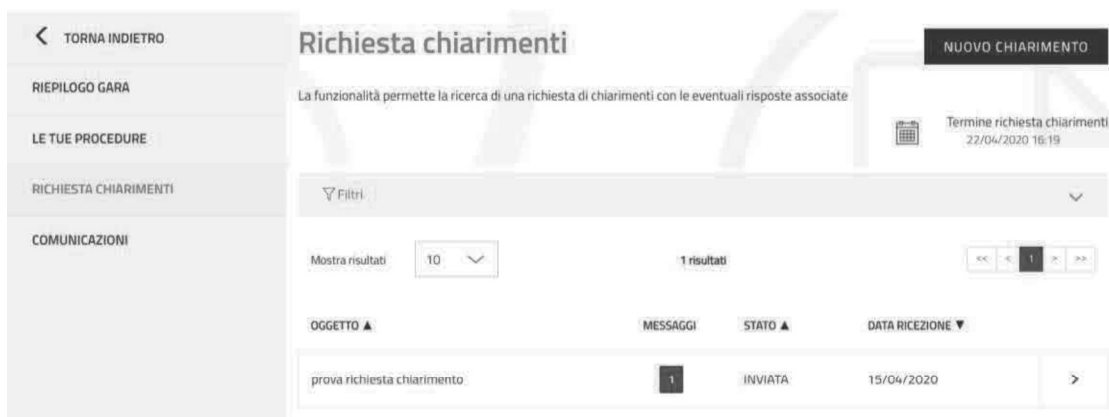 TORNA INDIETRO
RIEPILOGO GARA
LE TUE PROCEDURE
RICHIESTA CHIARIMENTI
COMUNICAZIONI
Richiesta chiarimenti
NUOVO CHIARIMENTO
La funzionalità permette la ricerca di una richiesta di chiarimenti con le eventuali risposte associate
Termine richiesta chiarimenti
22/04/2020 16:19
Filtri
Mostra risultati 10 1 risultati << < 1 > >>
OGGETTO ▲ MESSAGGI STATO ▲ DATA RICEZIONE ▼
prova richiesta chiarimento 1 INVIATA 15/04/2020 >